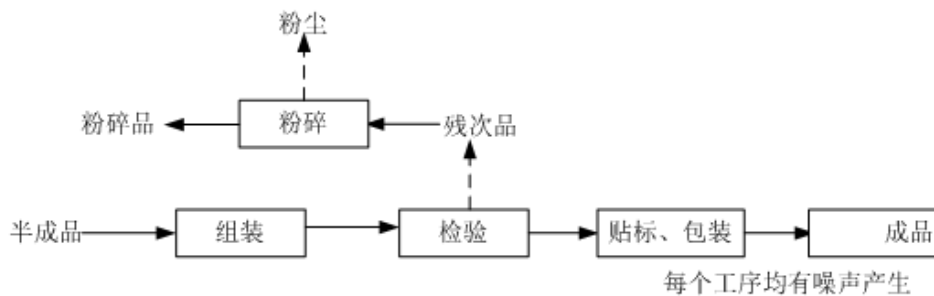 粉尘
粉碎品
粉碎
残次品
半成品
组装
检验
贴标、包装
成品
每个工序均有噪声产生